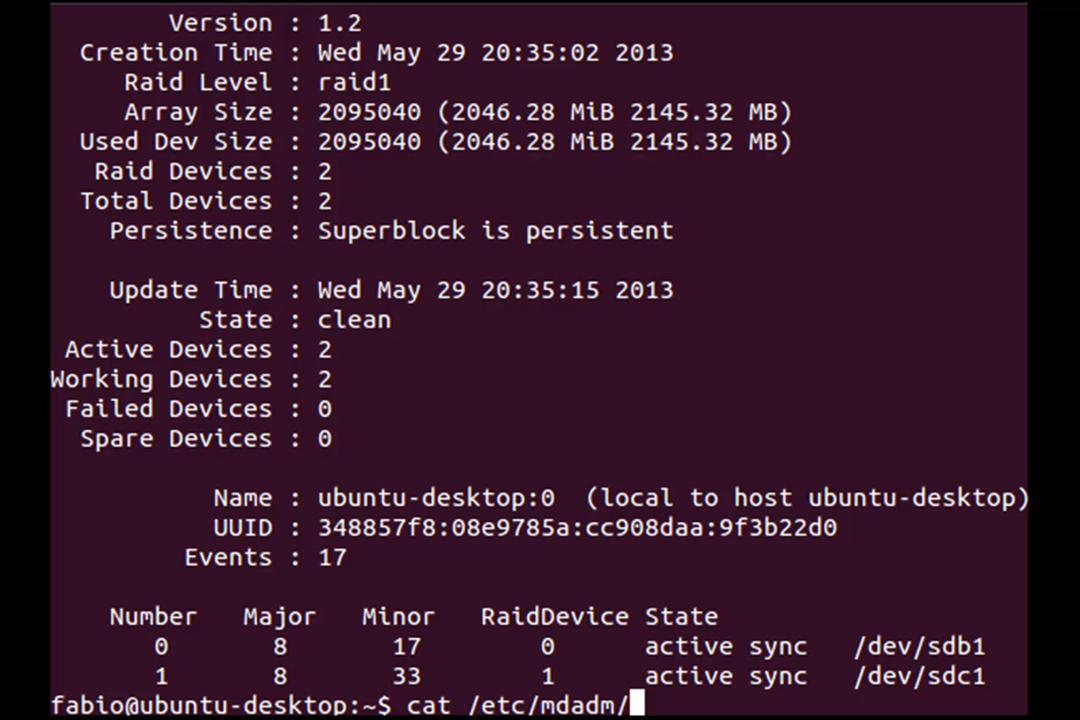 Version : 1.2
Creation Time : Wed May 29 20:35:02 2013
Raid Level : raid1
Array Size : 2095040 (2046.28 MiB 2145.32 MB)
Used Dev Size : 2095040 (2046.28 MiB 2145.32 MB)
Raid Devices : 2
Total Devices : 2
Persistence : Superblock is persistent
Update Time : Wed May 29 20:35:15 2013
State : clean
Active Devices : 2
Working Devices : 2
Failed Devices : 0
Spare Devices : 0
Name : ubuntu-desktop:0 (local to host ubuntu-desktop)
UUID : 348857f8:08e9785a:cc908daa:9f3b22d0
Events : 17
Number Major Minor RaidDevice State
0 8 17 0 active sync /dev/sdb1
1 8 33 1 active sync /dev/sdc1
fabio@ubuntu-desktop:~$ cat /etc/mdadm/